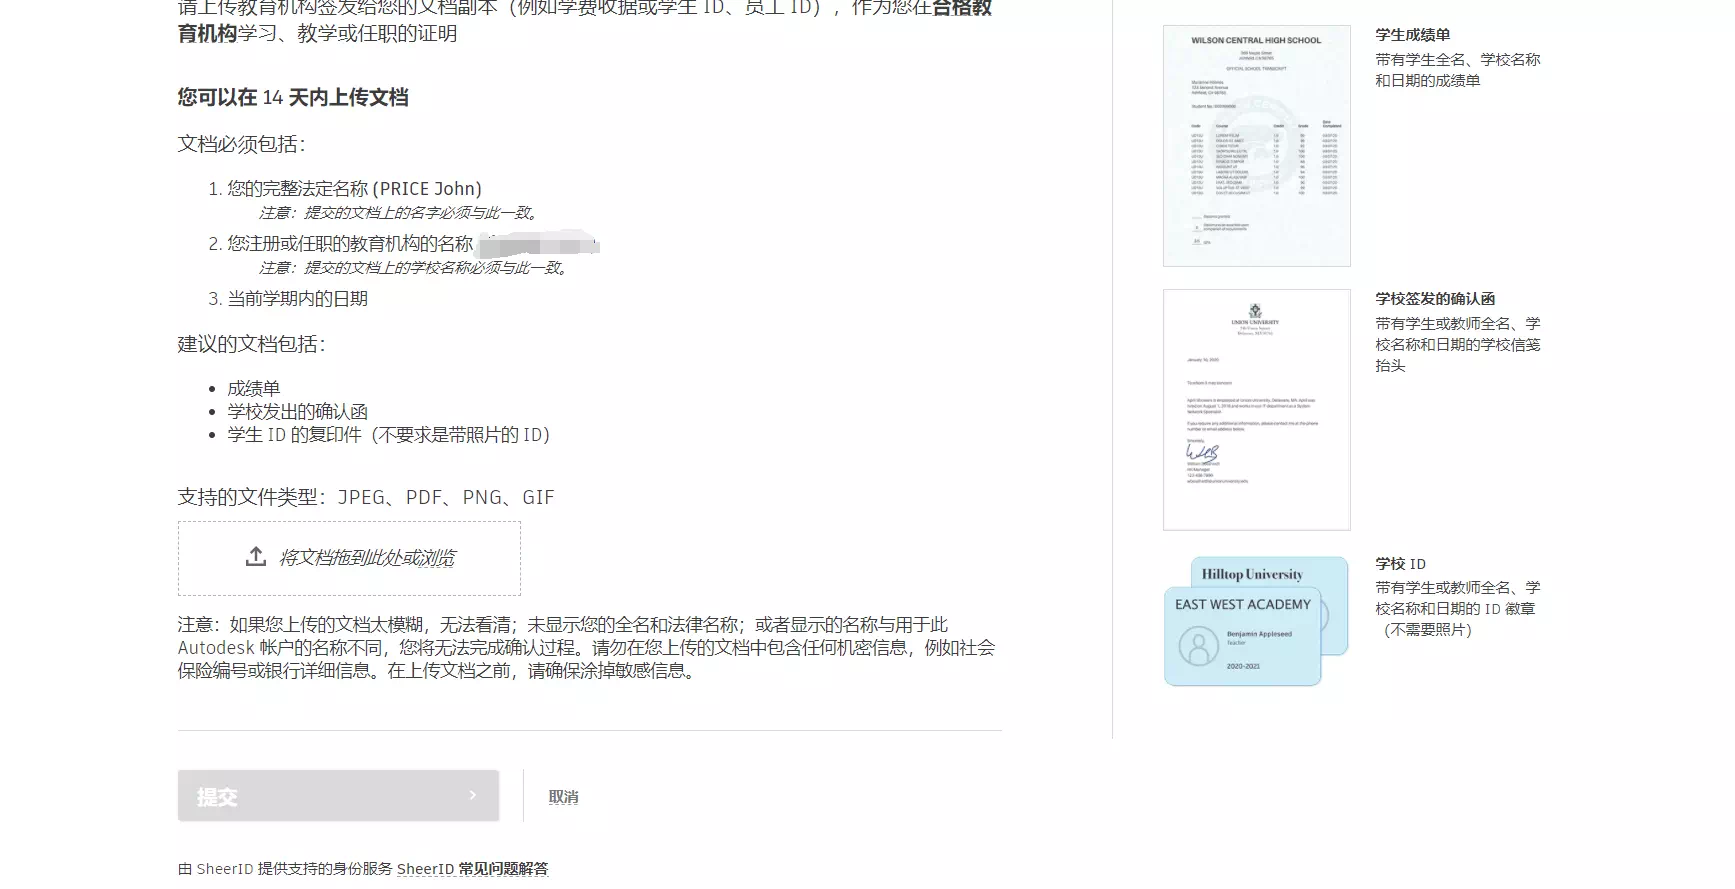 请上传教育机构签发给您的文档副本（例如学费收据或学生 ID、员工 ID），作为您在合格教
育机构学习、教学或任职的证明
您可以在 14 天内上传文档
文档必须包括：
1. 您的完整法定名称 (PRICE John)
注意：提交的文档上的名字必须与此一致。
2. 您注册或任职的教育机构的名称
注意：提交的文档上的学校名称必须与此一致。
3. 当前学期内的日期
建议的文档包括：
• 成绩单
• 学校发出的确认函
• 学生 ID 的复印件（不要求是带照片的 ID）
支持的文件类型：JPEG、PDF、PNG、GIF
将文档拖到此处或浏览
注意：如果您上传的文档太模糊，无法看清；未显示您的全名和法律名称；或者显示的名称与用于此
Autodesk 帐户的名称不同，您将无法完成确认过程。请勿在您上传的文档中包含任何机密信息，例如社会
保险编号或银行详细信息。在上传文档之前，请确保涂掉敏感信息。
提交
取消
由 SheerID 提供支持的身份服务 SheerID 常见问题解答
WILSON CENTRAL HIGH SCHOOL
OFFICIAL SCHOOL TRANSCRIPT
学生成绩单
带有学生全名、学校名称
和日期的成绩单
UNION UNIVERSITY
January 16, 2020
学校签发的确认函
带有学生或教师全名、学
校名称和日期的学校信笺
抬头
Hilltop University
EAST WEST ACADEMY
Benjamin Appleseed
Teacher
2020-2021
学校 ID
带有学生或教师全名、学
校名称和日期的 ID 徽章
（不需要照片）